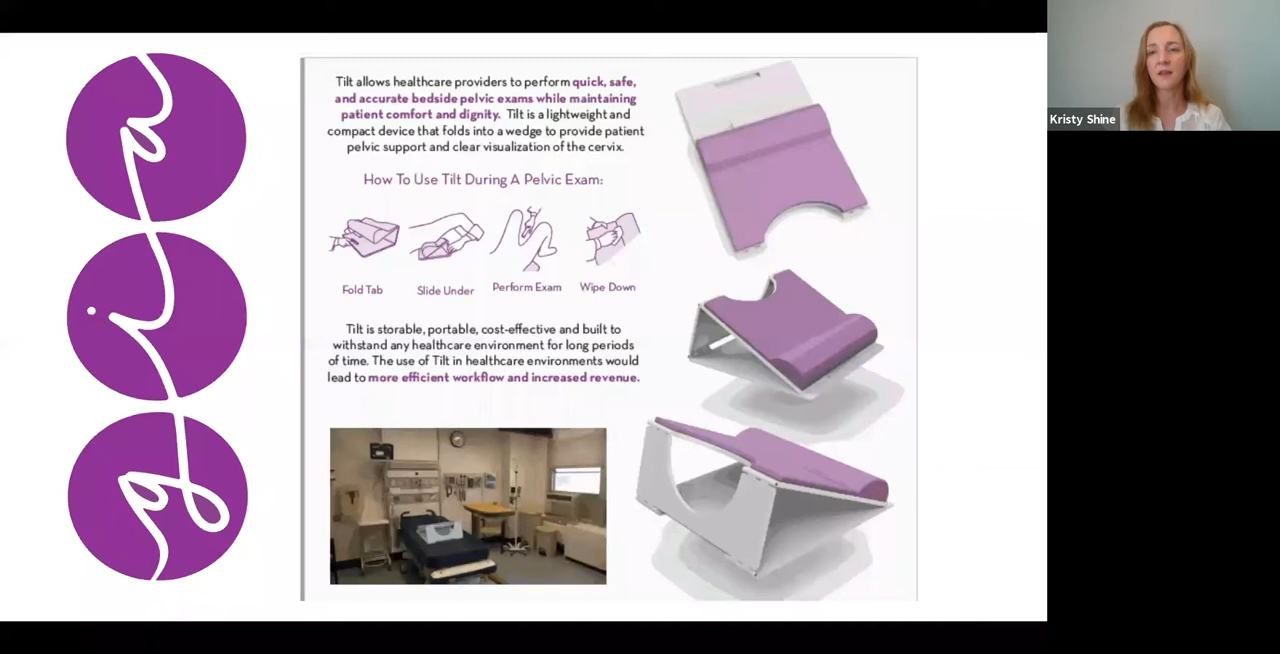 gia
Tilt allows healthcare providers to perform quick, safe,
and accurate bedside pelvic exams while maintaining
patient comfort and dignity. Tilt is a lightweight and
compact device that folds into a wedge to provide patient
pelvic support and clear visualization of the cervix.
How To Use Tilt During A Pelvic Exam:
Fold Tab
Slide Under
Perform Exam
Wipe Down
Tilt is storable, portable, cost-effective and built to
withstand any healthcare environment for long periods
of time. The use of Tilt in healthcare environments would
lead to more efficient workflow and increased revenue.
Kristy Shine